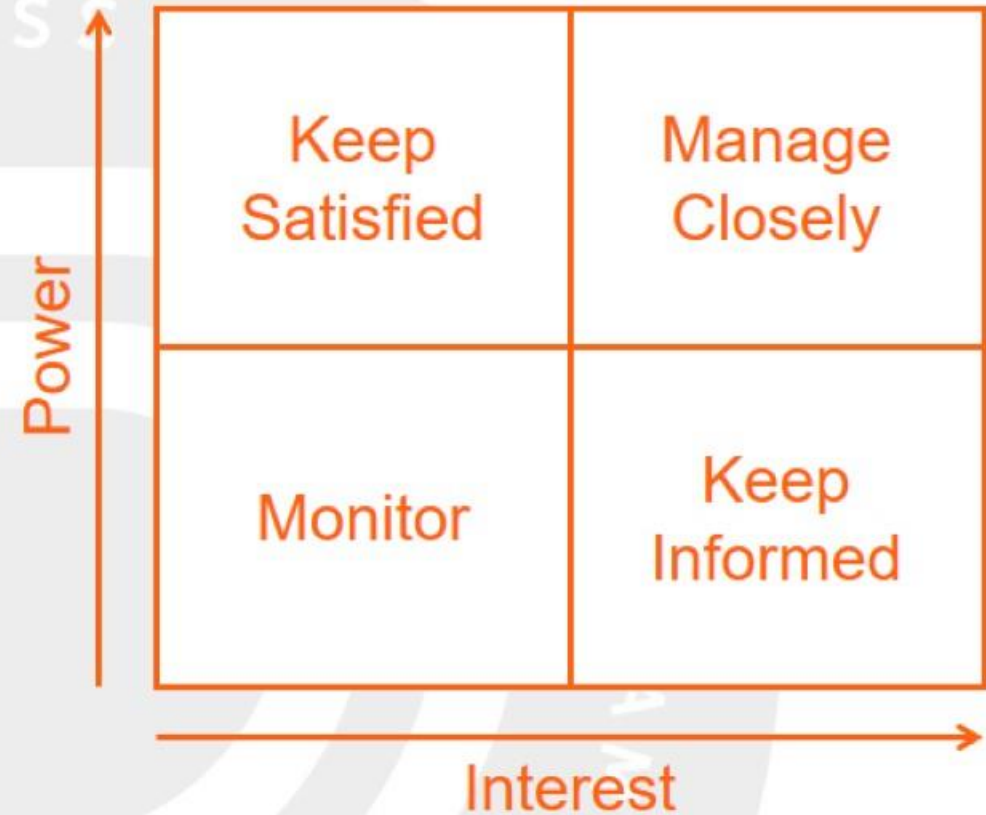 S S
Keep
Satisfied
Manage
Closely
Power
Monitor
Keep
Informed
Interest